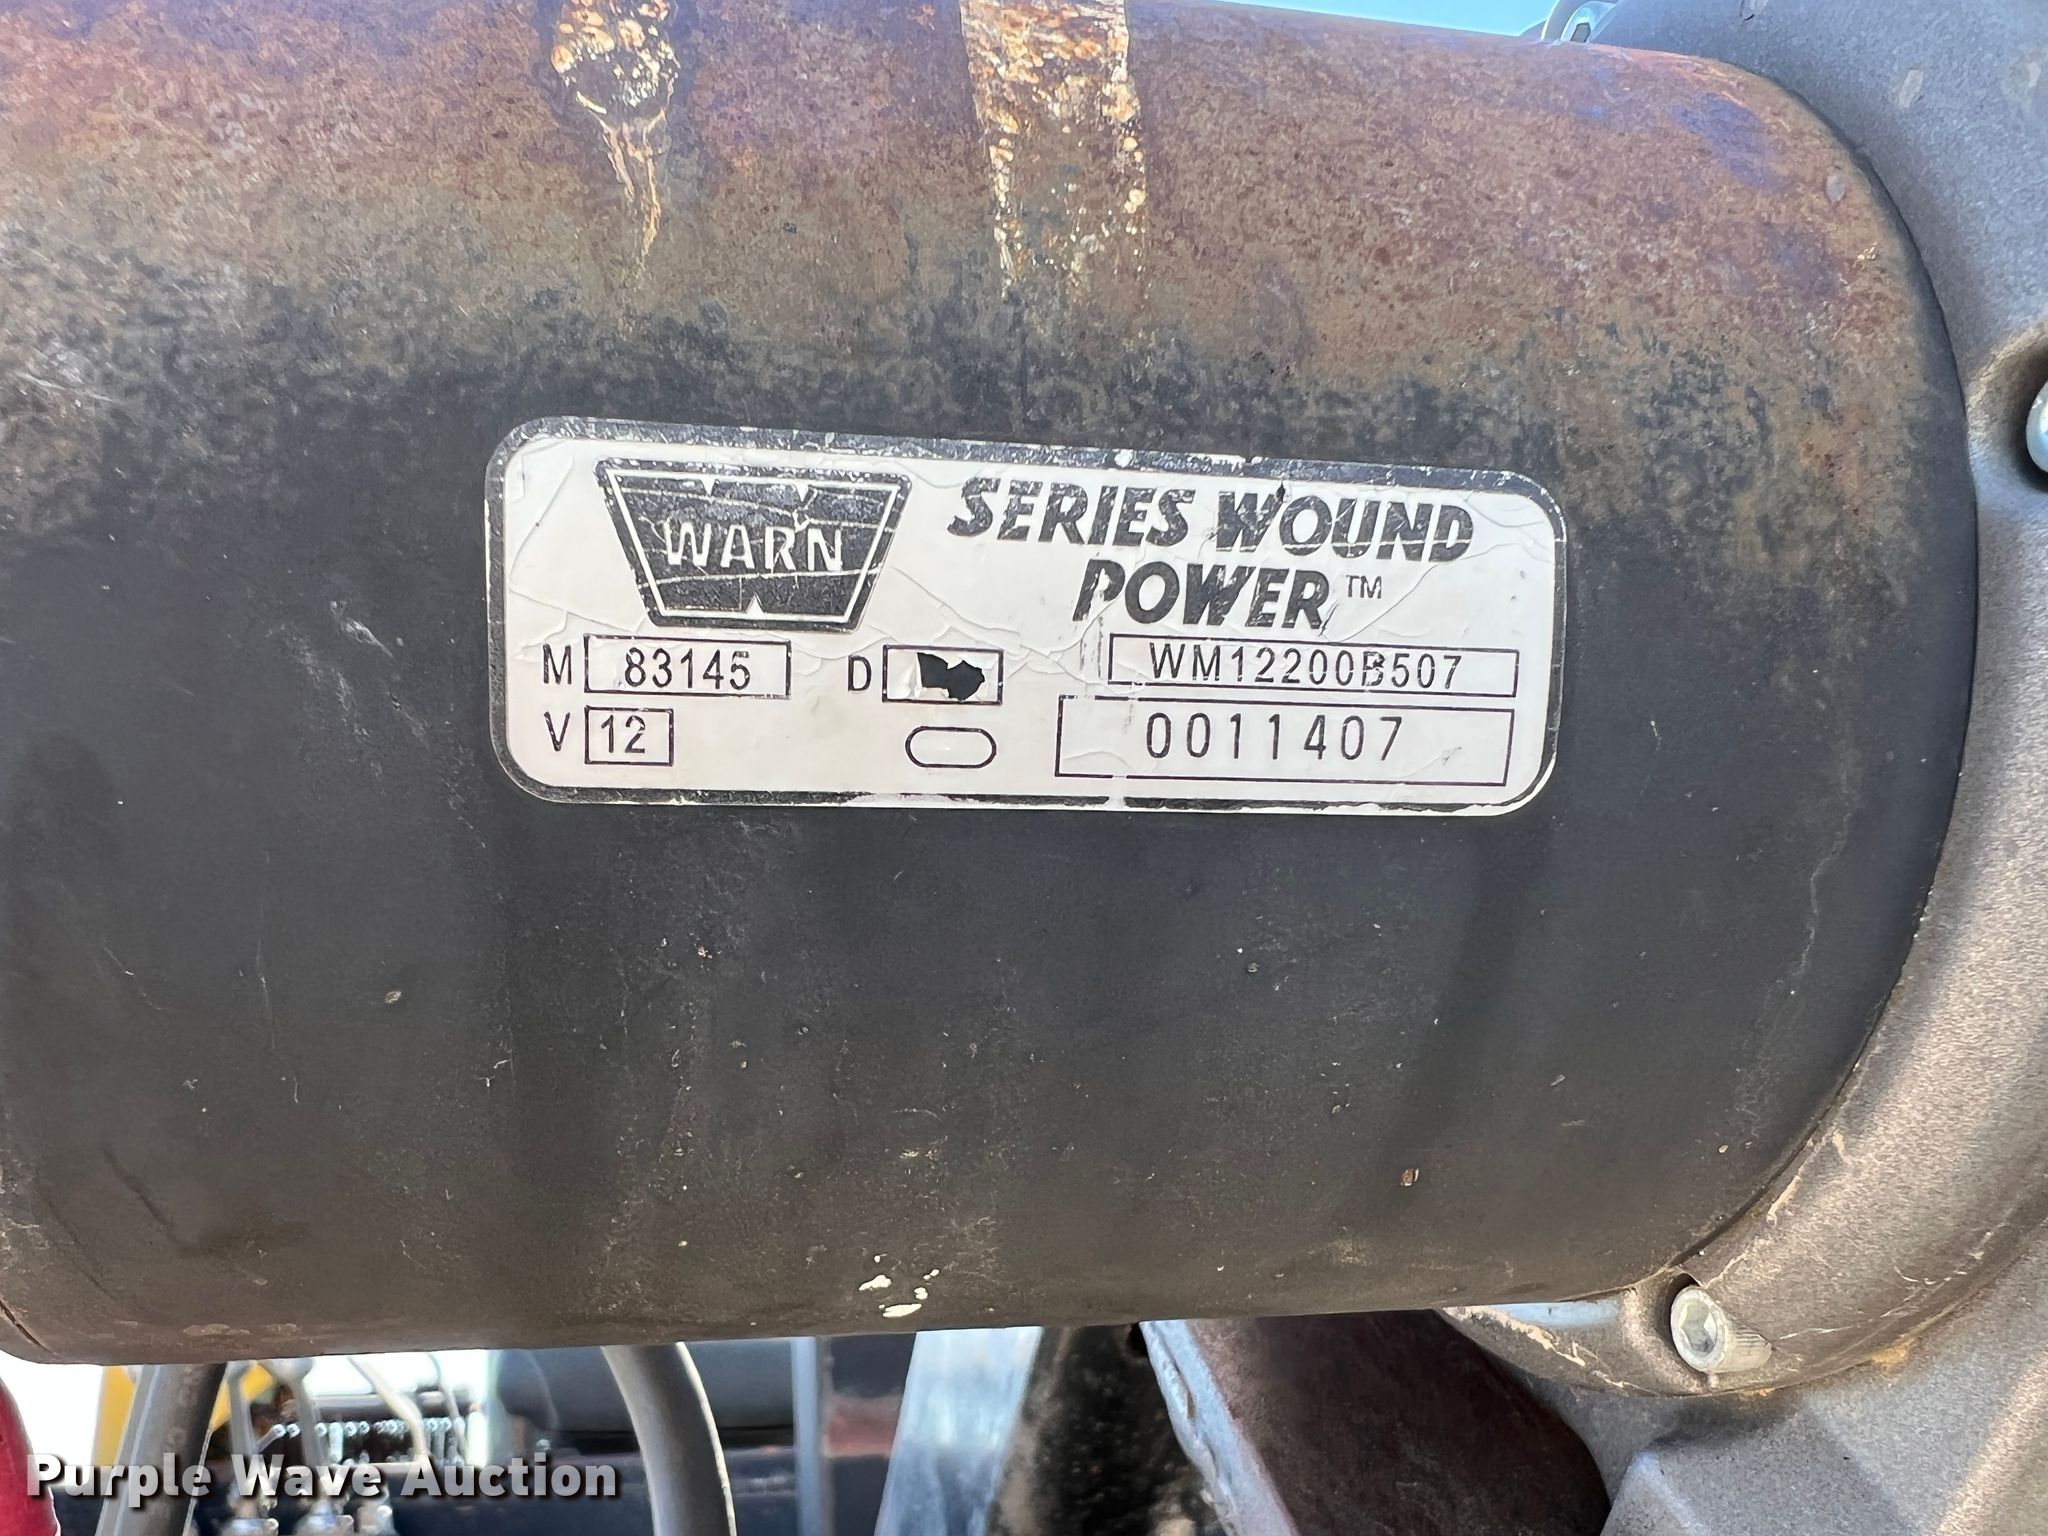 WARN
SERIES WOUND
POWER™
M 83145 D WM12200B507
V 12 0011407
Purple Wave Auction